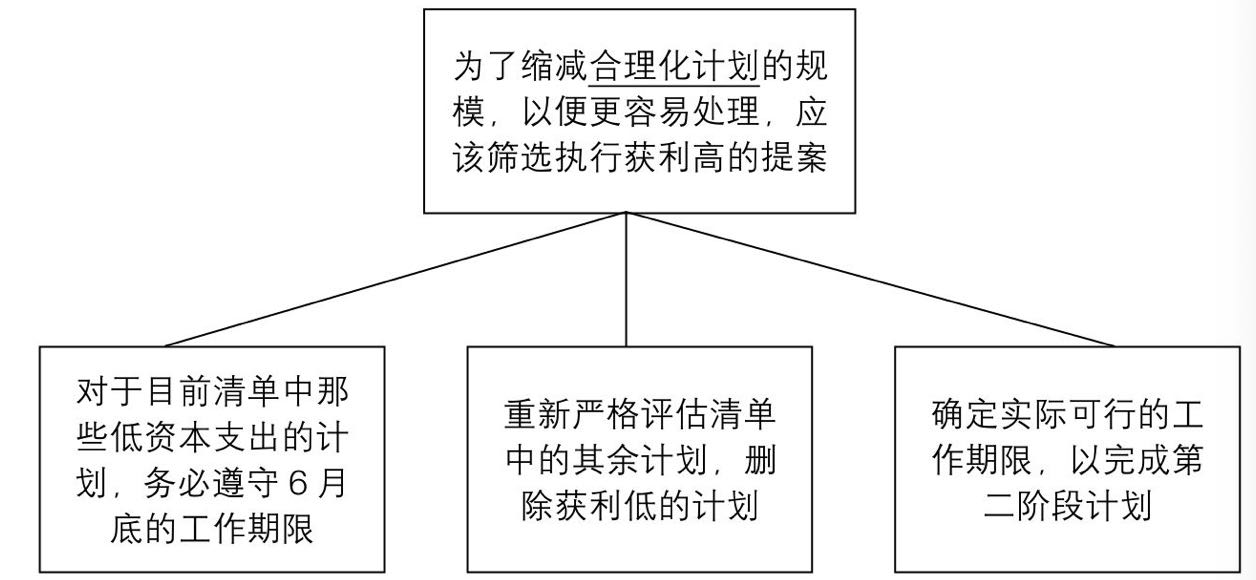 为了缩减合理化计划的规
模，以便更容易处理，应
该筛选执行获利高的提案
对于目前清单中那
些低资本支出的计
划，务必遵守6月
底的工作期限
重新严格评估清单
中的其余计划，删
除获利低的计划
确定实际可行的工
作期限，以完成第
二阶段计划